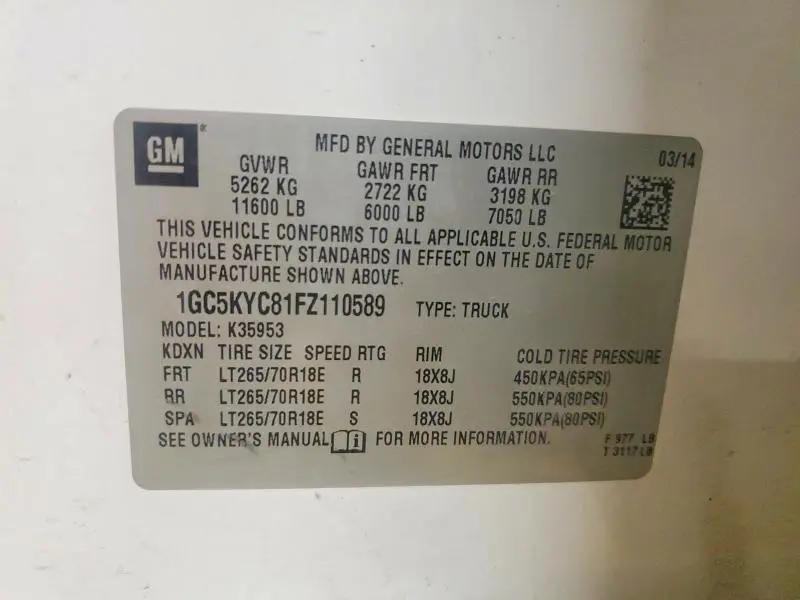 GM
MFD BY GENERAL MOTORS LLC 03/14
GVWR GAWR FRT GAWR RR
5262 KG 2722 KG 3198 KG
11600 LB 6000 LB 7050 LB
THIS VEHICLE CONFORMS TO ALL APPLICABLE U.S. FEDERAL MOTOR
VEHICLE SAFETY STANDARDS IN EFFECT ON THE DATE OF
MANUFACTURE SHOWN ABOVE.
1GC5KYC81FZ110589 TYPE: TRUCK
MODEL: K35953
KDXN TIRE SIZE SPEED RTG RIM COLD TIRE PRESSURE
FRT LT265/70R18E R 18X8J 450KPA(65PSI)
RR LT265/70R18E R 18X8J 550KPA(80PSI)
SPA LT265/70R18E S 18X8J 550KPA(80PSI)
SEE OWNER'S MANUAL i FOR MORE INFORMATION.
F 977 LB
T 3117 LB